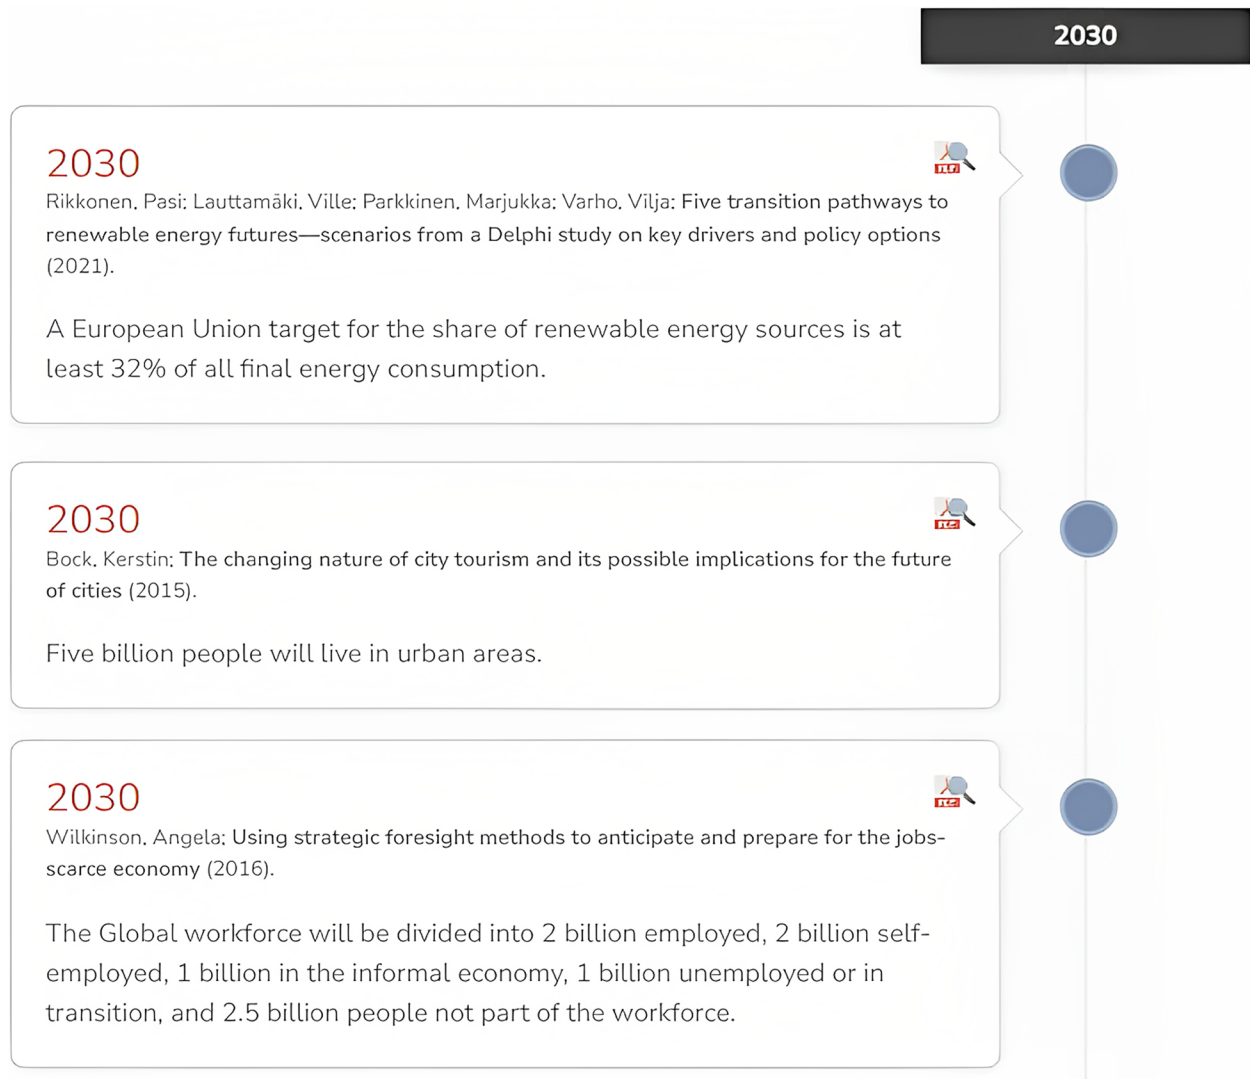 2030
2030
Rikkonen, Pasi; Lauttamäki, Ville; Parkkinen, Marjukka; Varho, Vilja: Five transition pathways to
renewable energy futures—scenarios from a Delphi study on key drivers and policy options
(2021).
A European Union target for the share of renewable energy sources is at
least 32% of all final energy consumption.
2030
Bock, Kerstin: The changing nature of city tourism and its possible implications for the future
of cities (2015).
Five billion people will live in urban areas.
2030
Wilkinson, Angela: Using strategic foresight methods to anticipate and prepare for the jobs-
scarce economy (2016).
The Global workforce will be divided into 2 billion employed, 2 billion self-
employed, 1 billion in the informal economy, 1 billion unemployed or in
transition, and 2.5 billion people not part of the workforce.